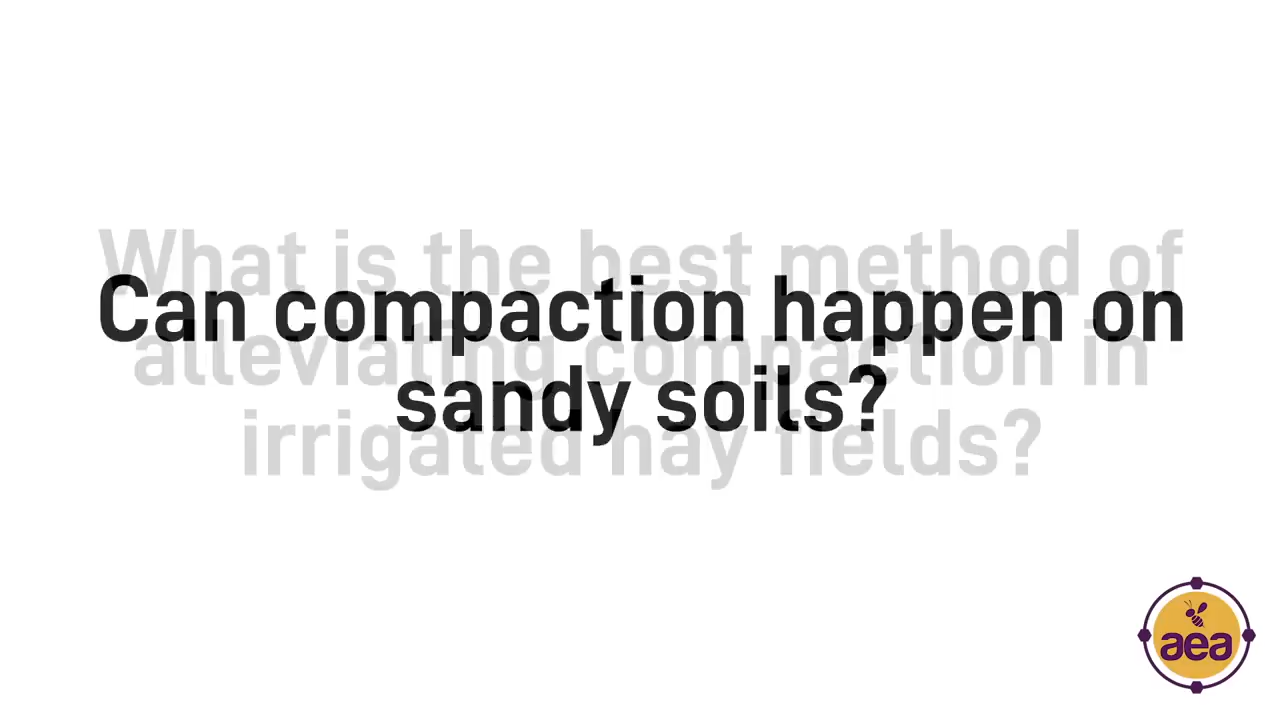 What is the best method of
alleviating compaction in
irrigated hay fields?
Can compaction happen on
sandy soils?
aea